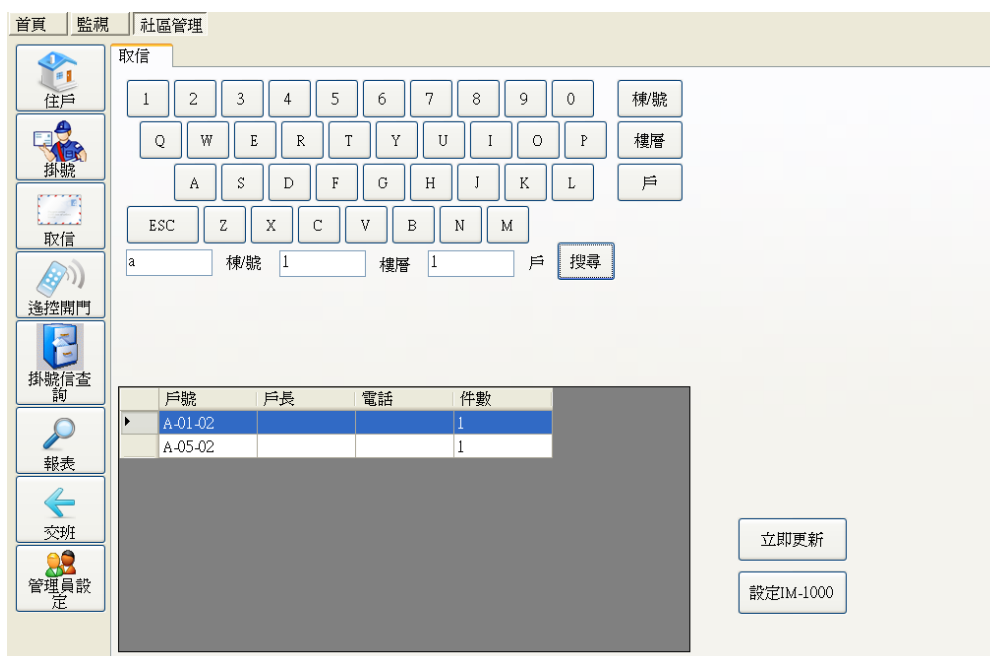 首頁 監視 社區管理
取信
住戶
掛號
取信
遙控開門
掛號信查
詢
報表
交班
管理員設
定
1 2 3 4 5 6 7 8 9 0 棟/號
Q W E R T Y U I O P 樓層
A S D F G H J K L 戶
ESC Z X C V B N M
a 棟/號 1 樓層 1 戶 搜尋
戶號 戶長 電話 件數
A-01-02 1
A-05-02 1
立即更新
設定IM-1000